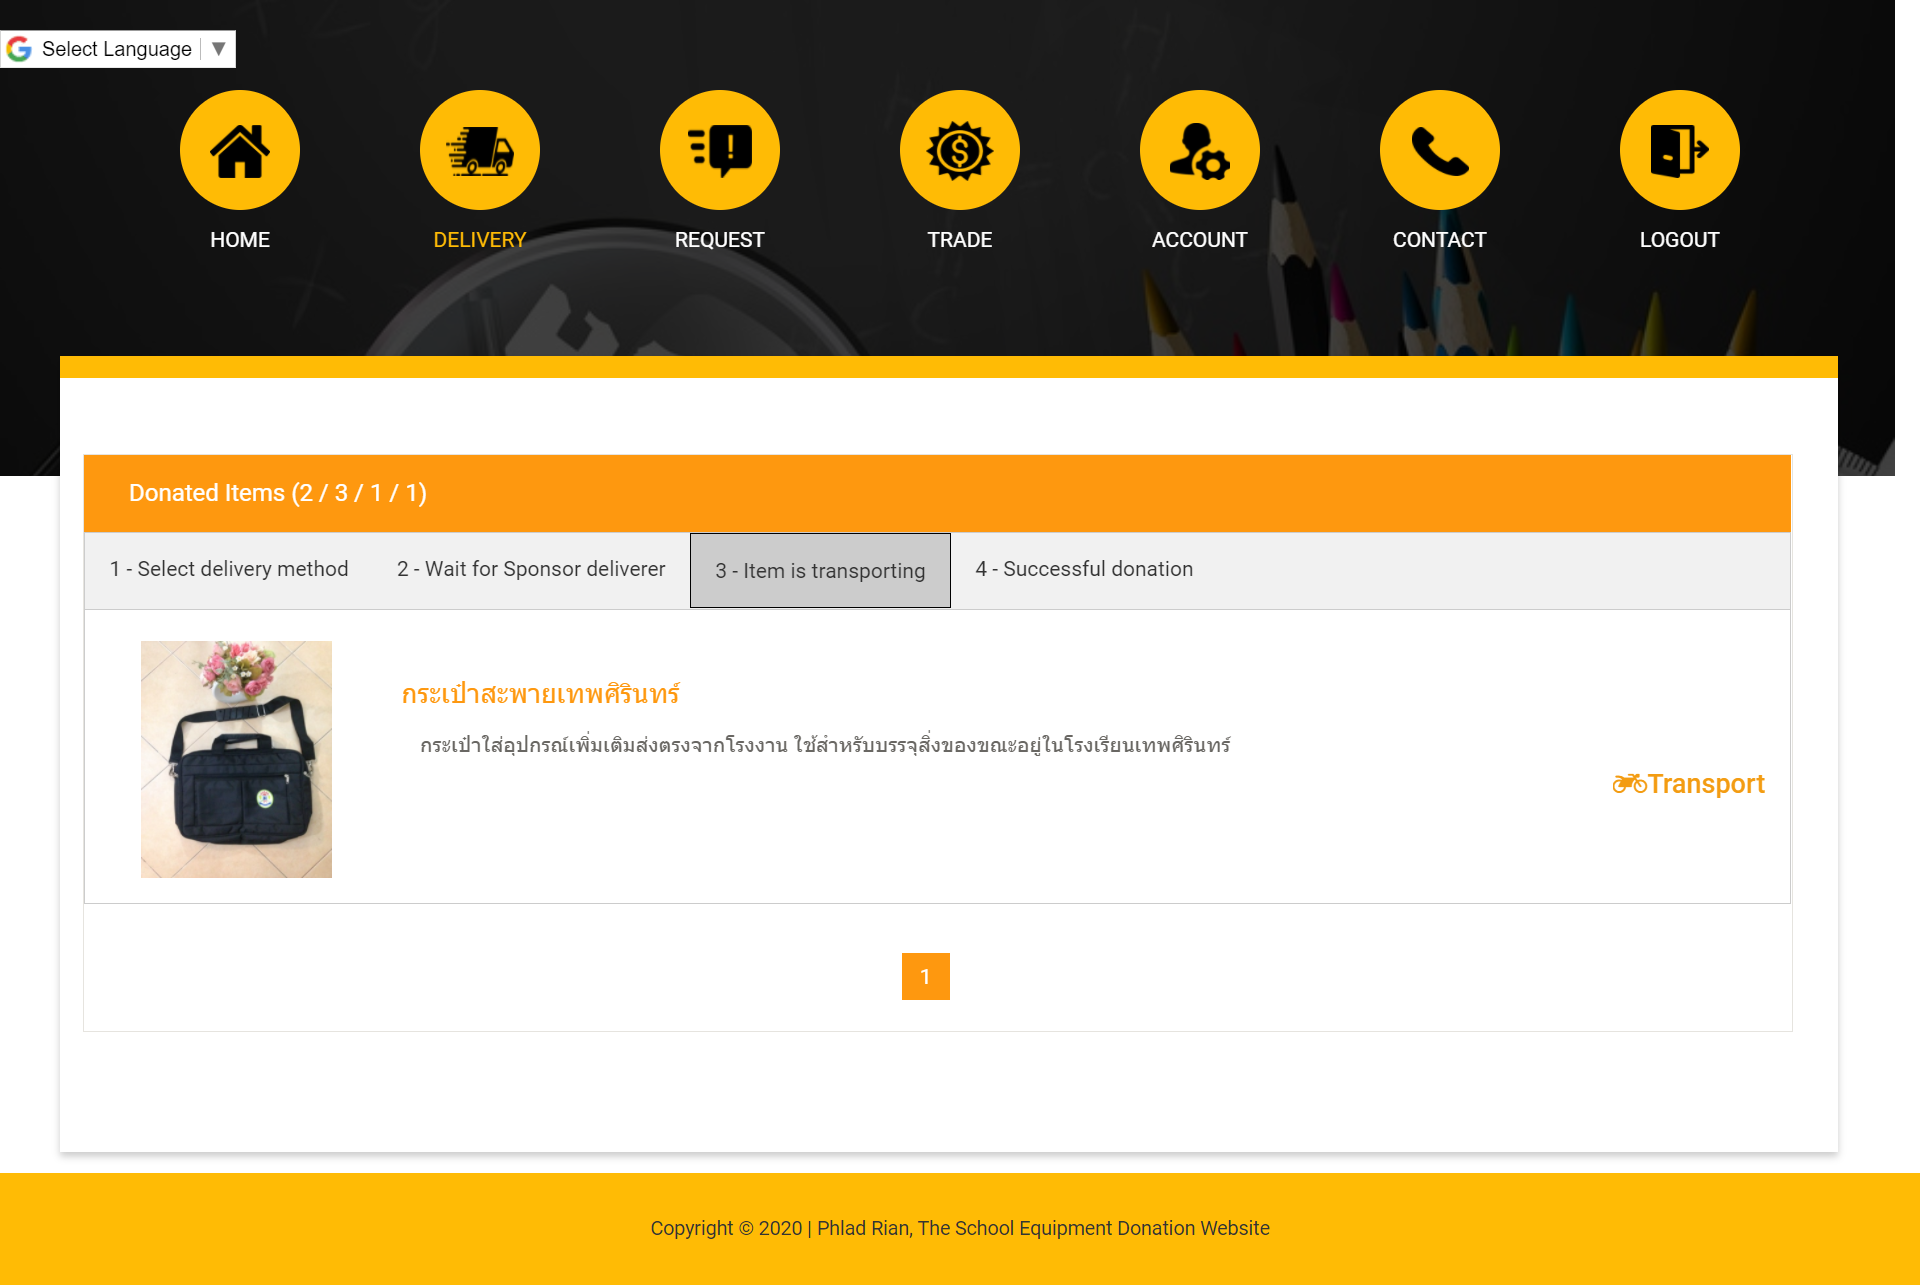 Select Language ▼
HOME
DELIVERY
REQUEST
TRADE
ACCOUNT
CONTACT
LOGOUT
Donated Items (2 / 3 / 1 / 1)
1 - Select delivery method
2 - Wait for Sponsor deliverer
3 - Item is transporting
4 - Successful donation
กระเป๋าสะพายเทพศิรินทร์
กระเป๋าใส่อุปกรณ์เพิ่มเติมส่งตรงจากโรงงาน ใช้สำหรับบรรจุสิ่งของขณะอยู่ในโรงเรียนเทพศิรินทร์
Transport
1
Copyright © 2020 | Phlad Rian, The School Equipment Donation Website